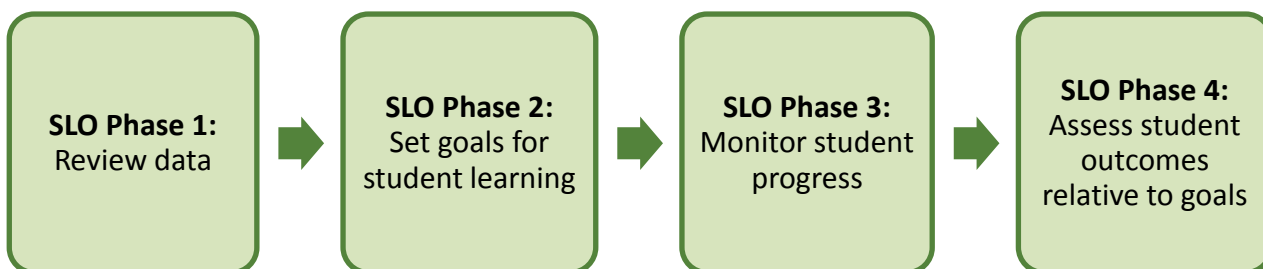 SLO Phase 1:
Review data
SLO Phase 2:
Set goals for
student learning
SLO Phase 3:
Monitor student
progress
SLO Phase 4:
Assess student
outcomes
relative to goals